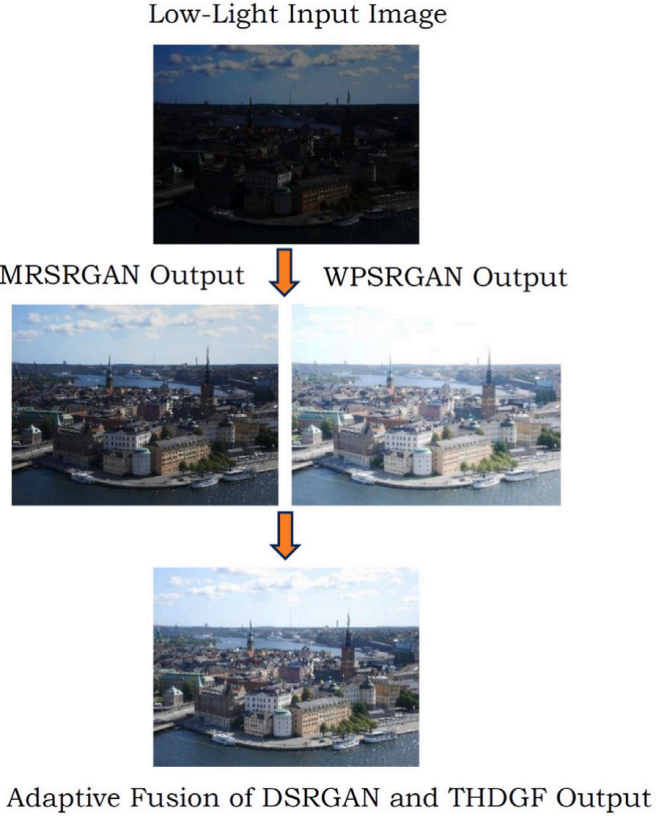 Low-Light Input Image
MRSRGAN Output
WPSRGAN Output
Adaptive Fusion of DSRGAN and THDGF Output